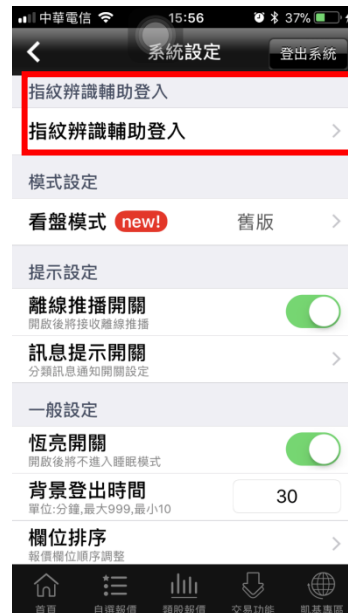 中華電信 15:56 37%
系統設定 登出系統
指紋辨識輔助登入
指紋辨識輔助登入
模式設定
看盤模式 new! 舊版
提示設定
離線推播開關
開啟後將接收離線推播
訊息提示開關
分類訊息通知開關設定
一般設定
恆亮開關
開啟後將不進入睡眠模式
背景登出時間 30
單位:分鐘,最大999,最小10
欄位排序
報價欄位順序調整
首頁 自選報價 類股報價 交易功能 凱基專區